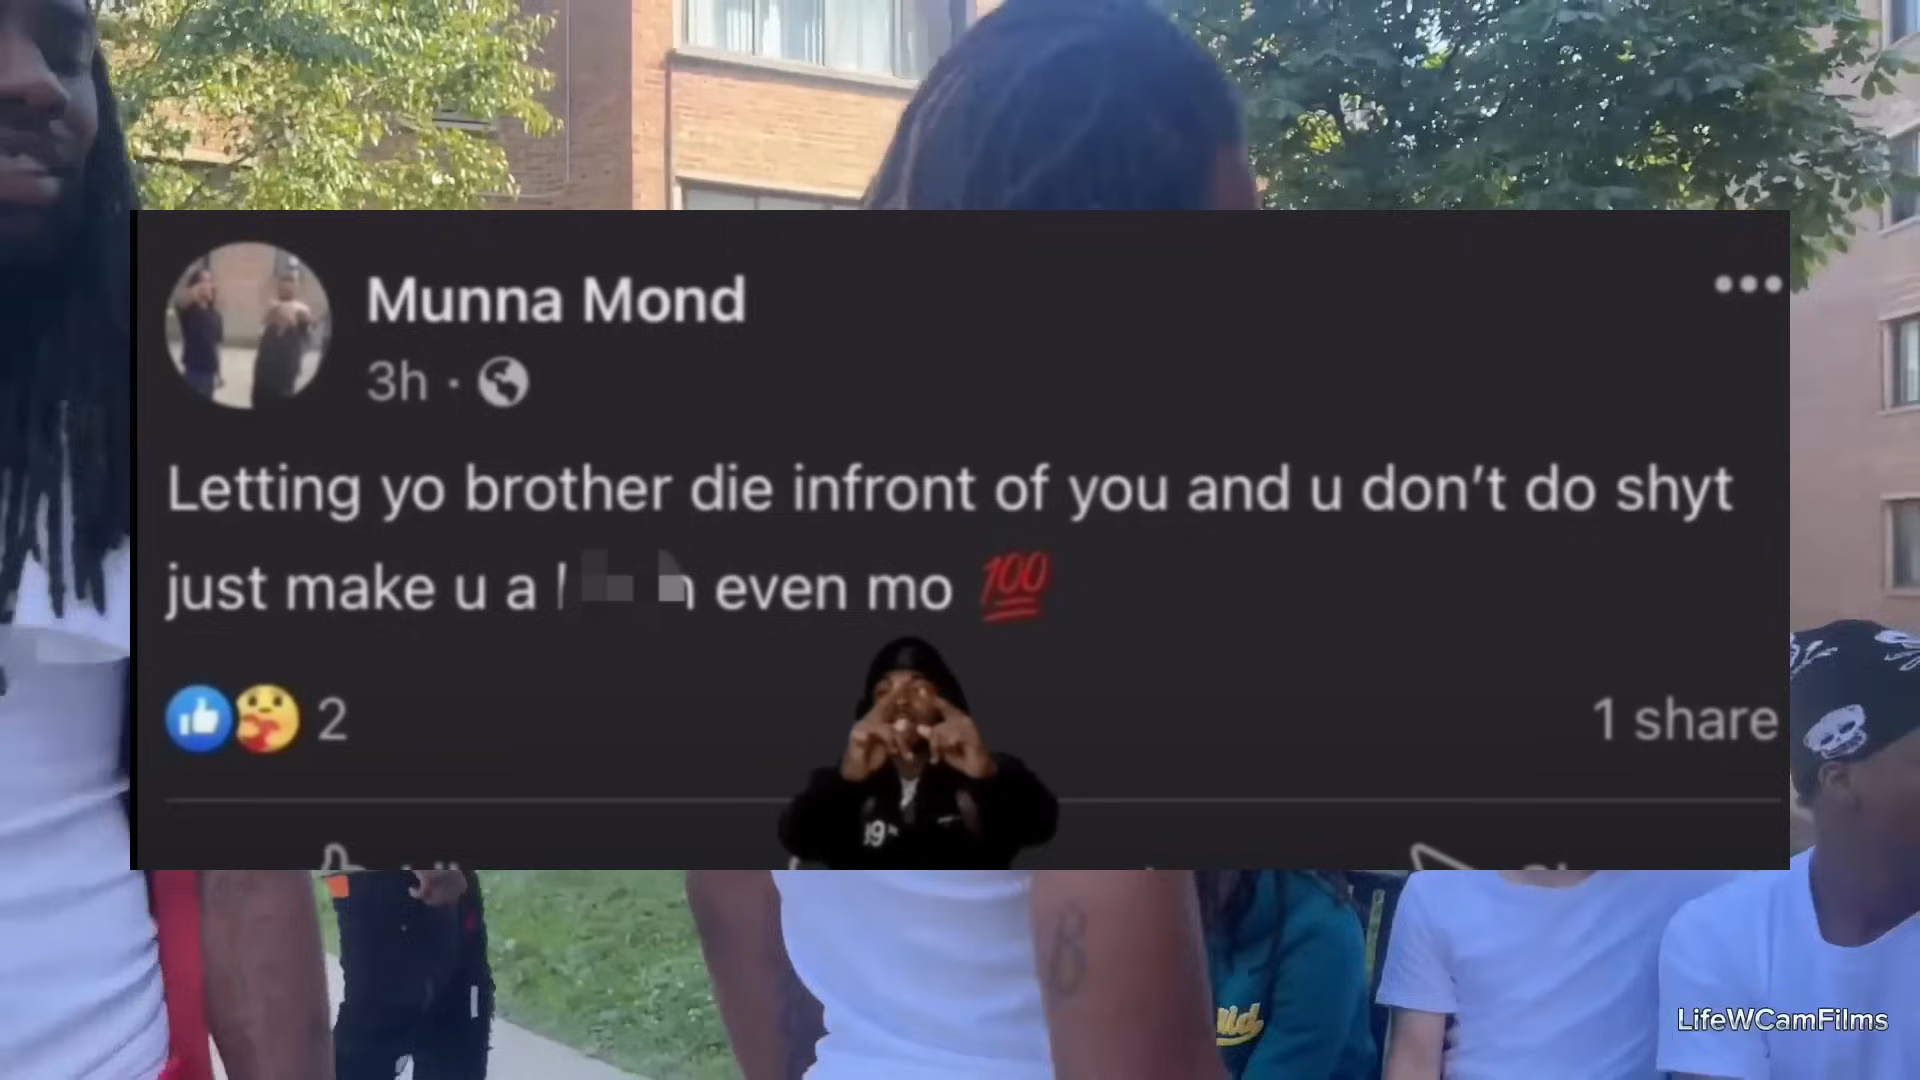 Munna Mond
3h ·
Letting yo brother die infront of you and u don't do shyt
just make u a even mo 💯
2
1 share
19
LifeWCamFilms